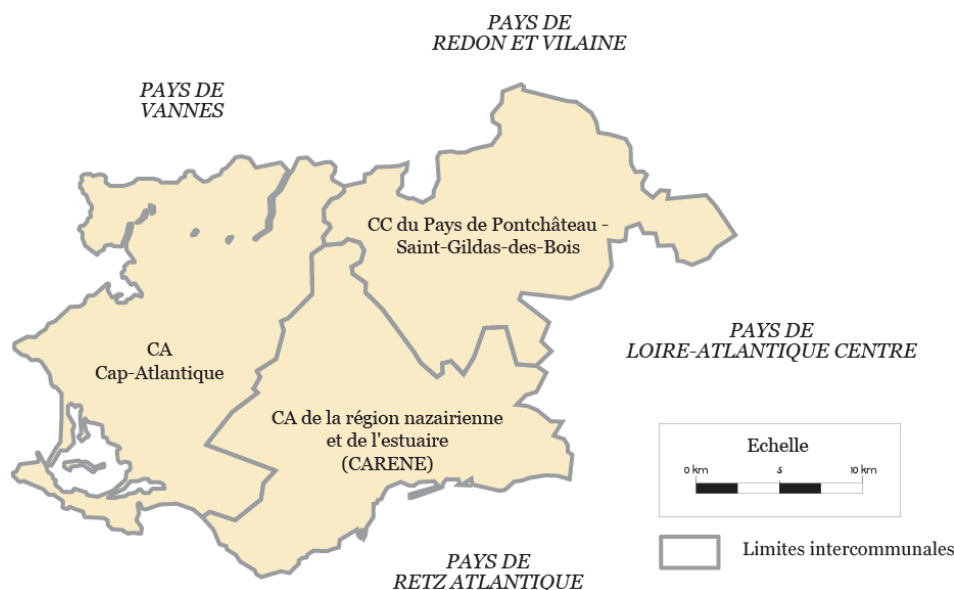 PAYS DE
REDON ET VILAINE
PAYS DE
VANNES
CC du Pays de Pontchâteau -
Saint-Gildas-des-Bois
CA
Cap-Atlantique
PAYS DE
LOIRE-ATLANTIQUE CENTRE
CA de la région nazairienne
et de l'estuaire
(CARENE)
Echelle
0 km 5 10 km
Limites intercommunales
PAYS DE
RETZ ATLANTIQUE